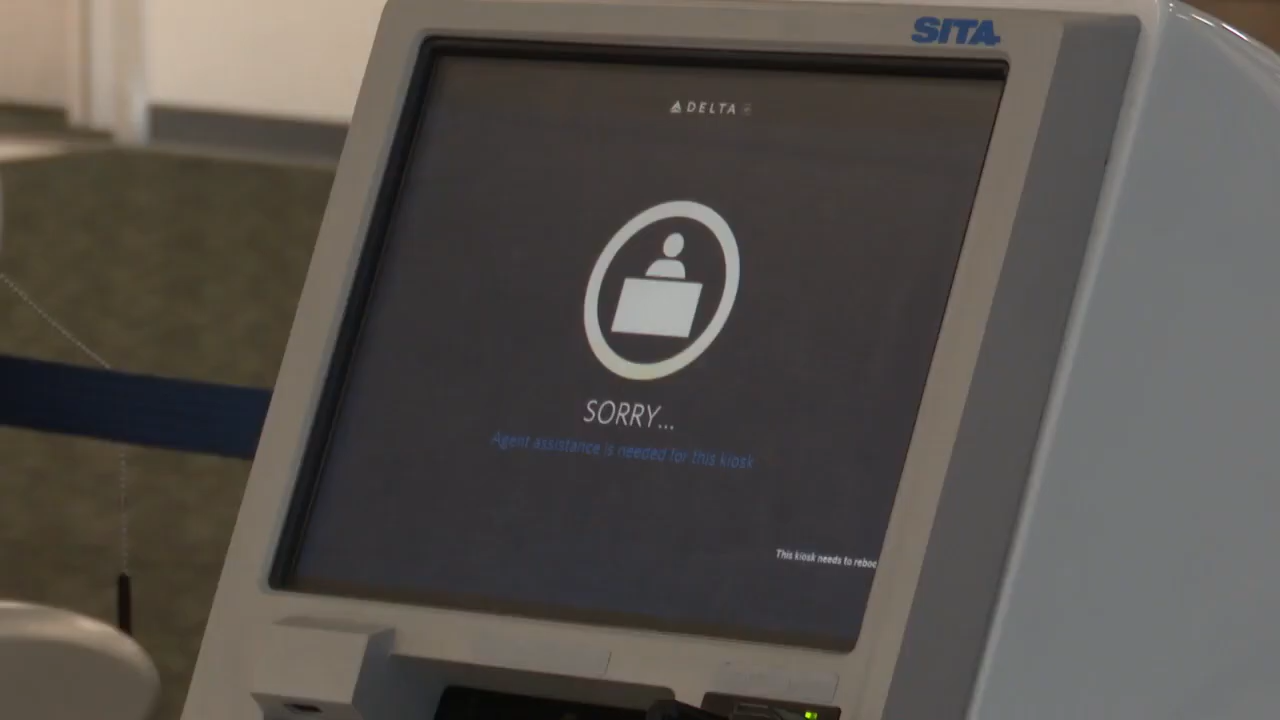 SITA
DELTA
SORRY...
Agent assistance is needed for this kiosk
This kiosk needs to reboo